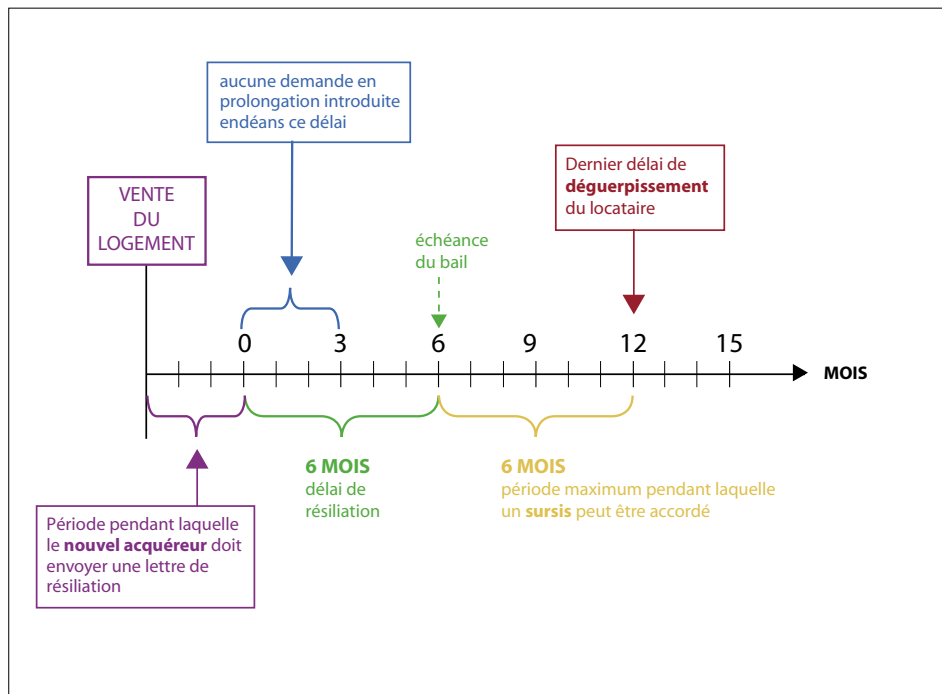 aucune demande en
prolongation introduite
endéans ce délai
VENTE
DU
LOGEMENT
Dernier délai de
déguerpissement
du locataire
échéance
du bail
0 3 6 9 12 15
MOIS
6 MOIS
délai de
résiliation
6 MOIS
période maximum pendant laquelle
un sursis peut être accordé
Période pendant laquelle
le nouvel acquéreur doit
envoyer une lettre de
résiliation